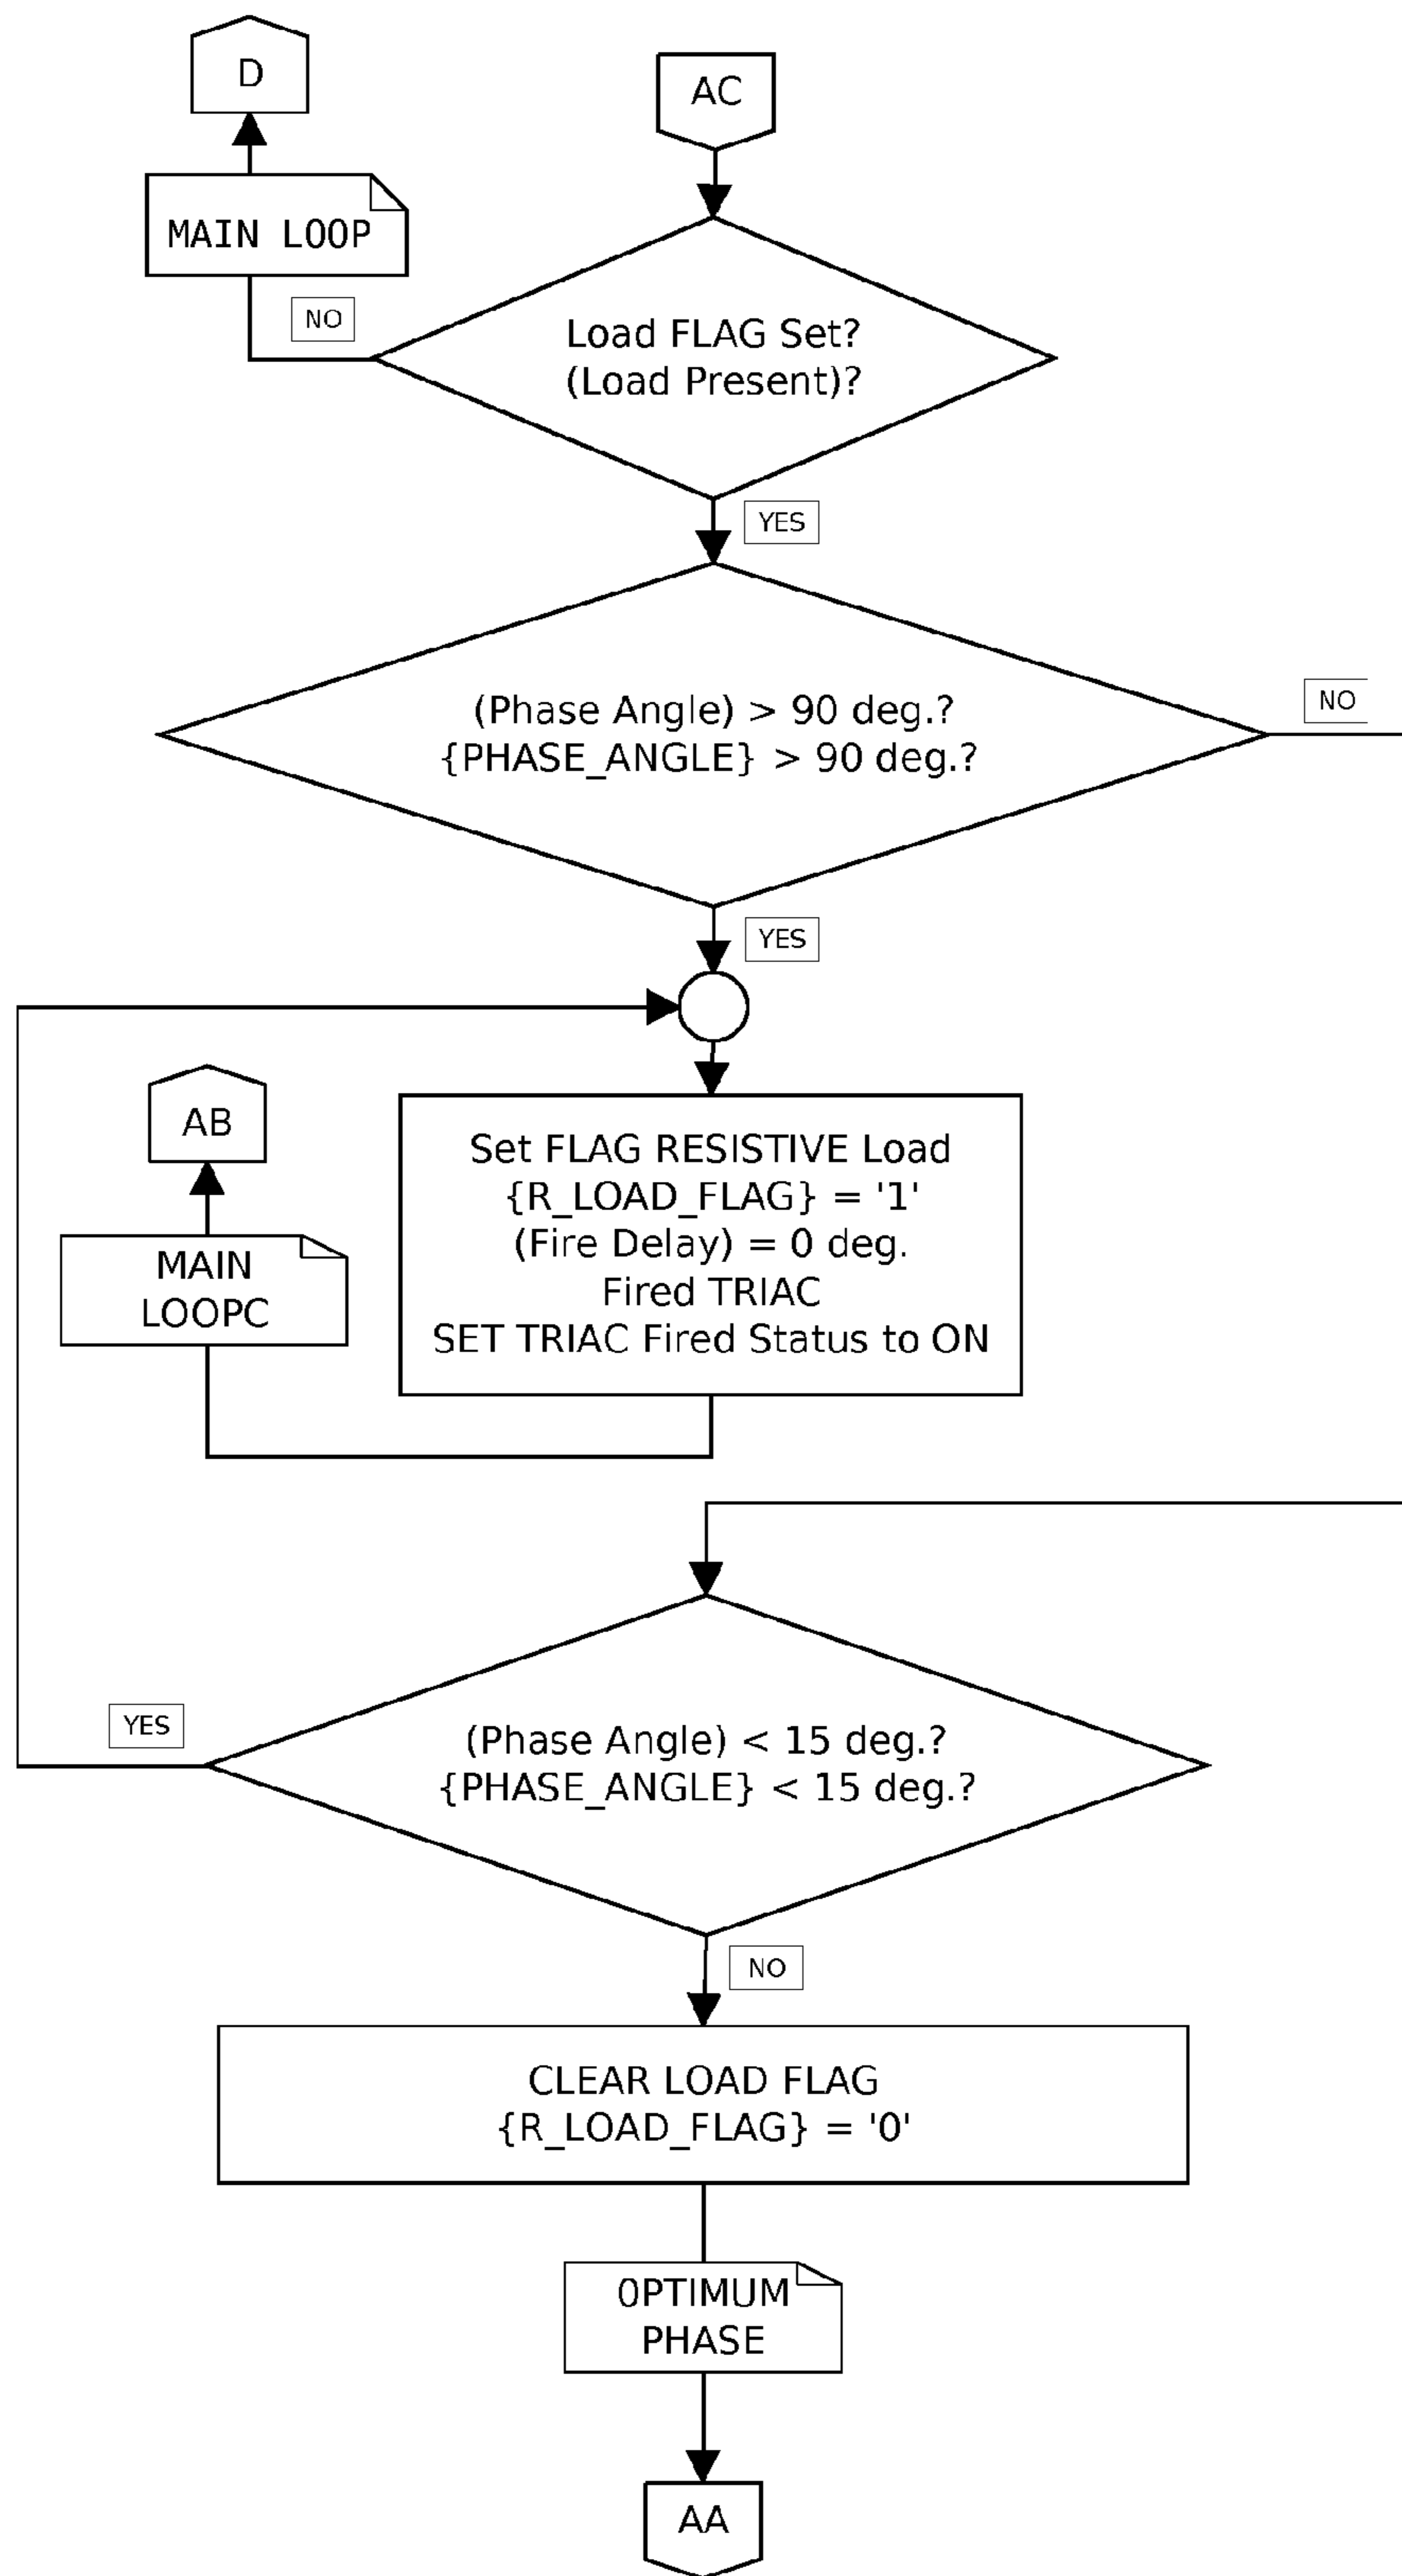 D
AC
MAIN LOOP
NO
Load FLAG Set?
(Load Present)?
YES
(Phase Angle) > 90 deg.?
{PHASE_ANGLE} > 90 deg.?
NO
YES
AB
MAIN
LOOPC
Set FLAG RESISTIVE Load
{R_LOAD_FLAG} = '1'
(Fire Delay) = 0 deg.
Fired TRIAC
SET TRIAC Fired Status to ON
YES
(Phase Angle) < 15 deg.?
{PHASE_ANGLE} < 15 deg.?
NO
CLEAR LOAD FLAG
{R_LOAD_FLAG} = '0'
0PTIMUM
PHASE
AA